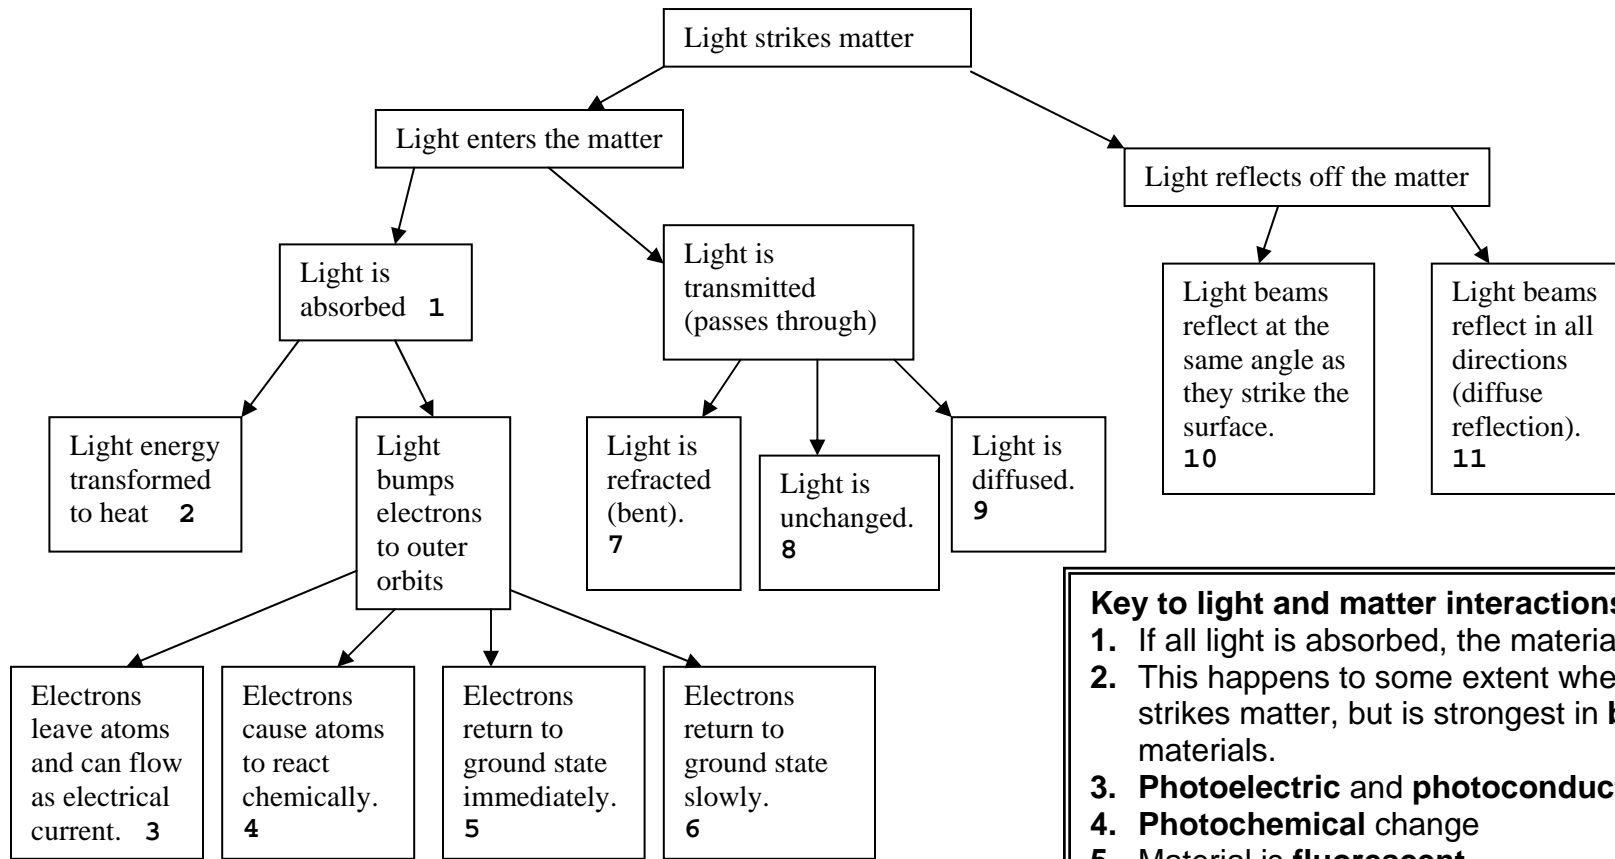 Light strikes matter
Light enters the matter
Light reflects off the matter
Light is
absorbed 1
Light is
transmitted
(passes through)
Light beams
reflect at the
same angle as
they strike the
surface.
10
Light beams
reflect in all
directions
(diffuse
reflection).
11
Light energy
transformed
to heat 2
Light
bumps
electrons
to outer
orbits
Light is
refracted
(bent).
7
Light is
unchanged.
8
Light is
diffused.
9
Electrons
leave atoms
and can flow
as electrical
current. 3
Electrons
cause atoms
to react
chemically.
4
Electrons
return to
ground state
immediately.
5
Electrons
return to
ground state
slowly.
6
Key to light and matter interactions
1. If all light is absorbed, the materia
2. This happens to some extent whe
strikes matter, but is strongest in b
materials.
3. Photoelectric and photoconduc
4. Photochemical change
5. Material is fluorescent